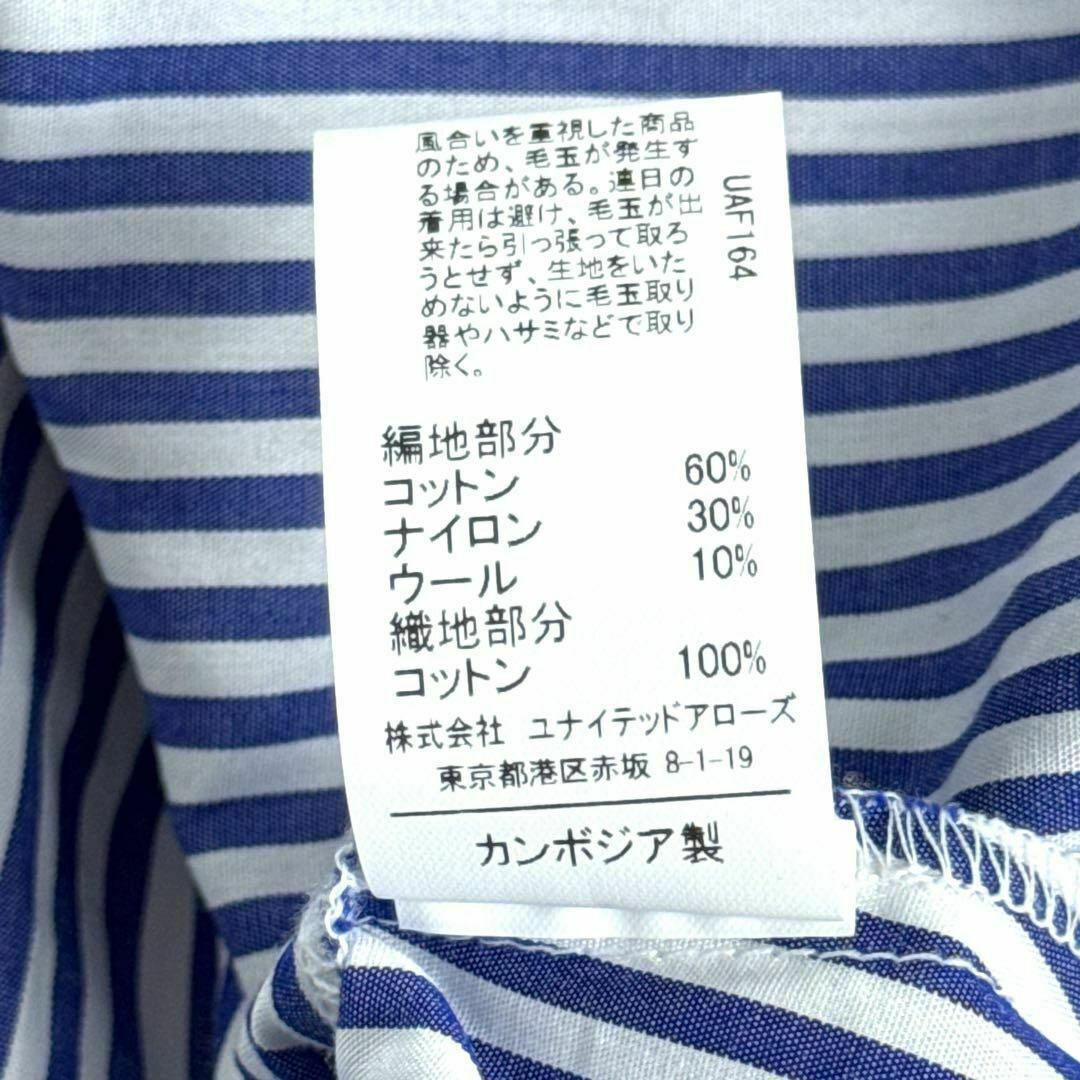 風合いを重視した商品
のため、毛玉が発生す
る場合がある。連日の
着用は避け、毛玉が出
来たら引っ張って取ろ
うとせず、生地をいた
めないように毛玉取り
器やハサミなどで取り
除く。
UAF164
編地部分
コットン 60%
ナイロン 30%
ウール 10%
織地部分
コットン 100%
株式会社 ユナイテッドアローズ
東京都港区赤坂 8-1-19
カンボジア製